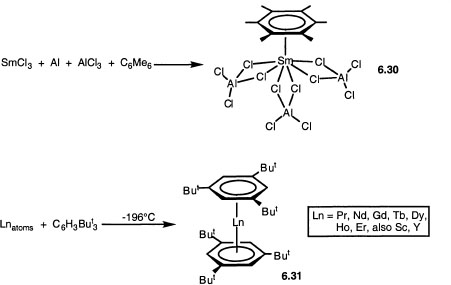 SmCl₃ + Al + AlCl₃ + C₆Me₆
Sm
Cl Cl Cl Cl
Cl Al Cl Cl Al
Cl Cl Cl Cl
Al
Cl Cl
6.30
Lnatoms + C₆H₃Buᵗ₃
-196°C
Buᵗ
Buᵗ
Buᵗ
Ln
Buᵗ
Buᵗ
Buᵗ
6.31
Ln = Pr, Nd, Gd, Tb, Dy,
Ho, Er, also Sc, Y